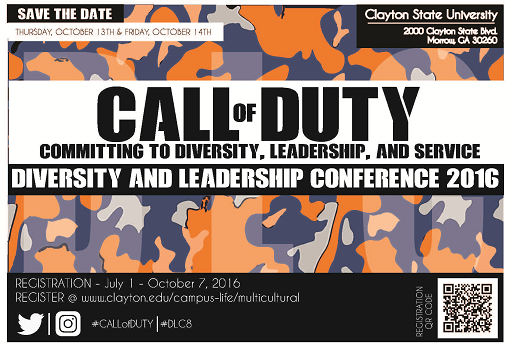 SAVE THE DATE
THURSDAY, OCTOBER 13TH & FRIDAY, OCTOBER 14TH
Clayton State University
2000 Clayton State Blvd.
Morrow, GA 30260
CALL OF DUTY
COMMITTING TO DIVERSITY, LEADERSHIP, AND SERVICE
DIVERSITY AND LEADERSHIP CONFERENCE 2016
REGISTRATION - July 1 - October 7, 2016
REGISTER @ www.clayton.edu/campus-life/multicultural
#CALLofDUTY #DLC8
REGISTRATION
QR CODE